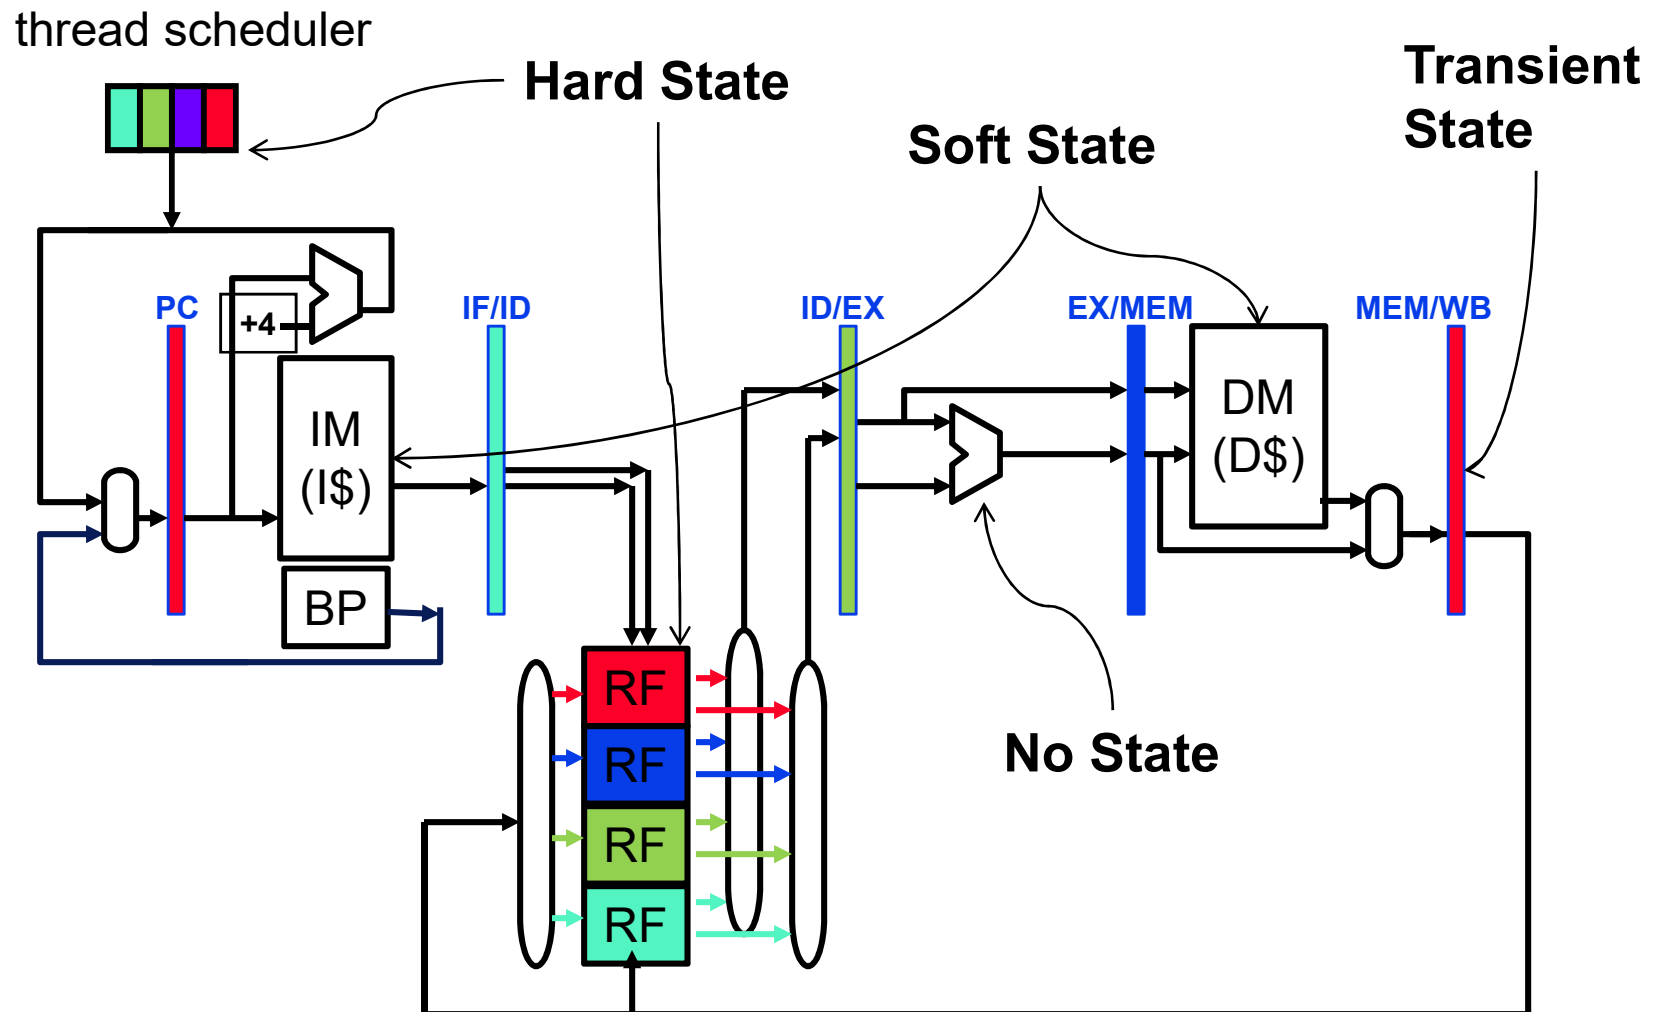 thread scheduler
Hard State
Transient
State
Soft State
PC
IF/ID
ID/EX
EX/MEM
MEM/WB
+4
IM
(I$)
DM
(D$)
BP
RF
RF
RF
RF
No State